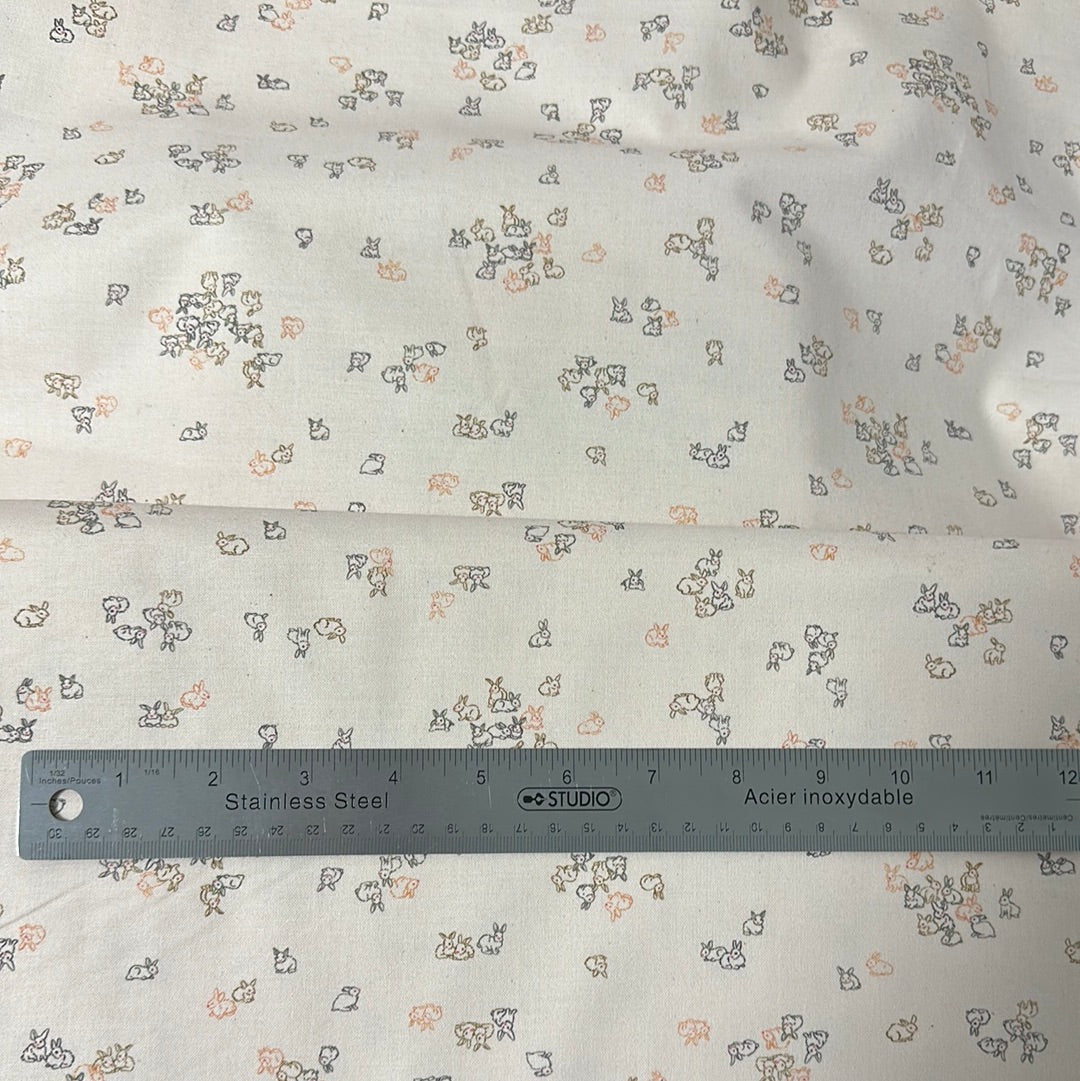 1/32
Inches/Pouces
1 1/16 2 3 4 5 6 7 8 9 10 11 12
Stainless Steel STUDIO® Acier inoxydable
Centimetres/Centimètres
30 29 28 27 26 25 24 23 22 21 20 19 18 17 16 15 14 13 12 11 10 9 8 7 6 5 4 3 2 1